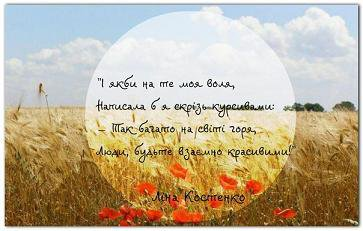 "І якби на те моя воля,
Написала б я скрізь курсивами:
– Так багато на світі горя,
Люди, будьте взаємно красивими!"
Ліна Костенко